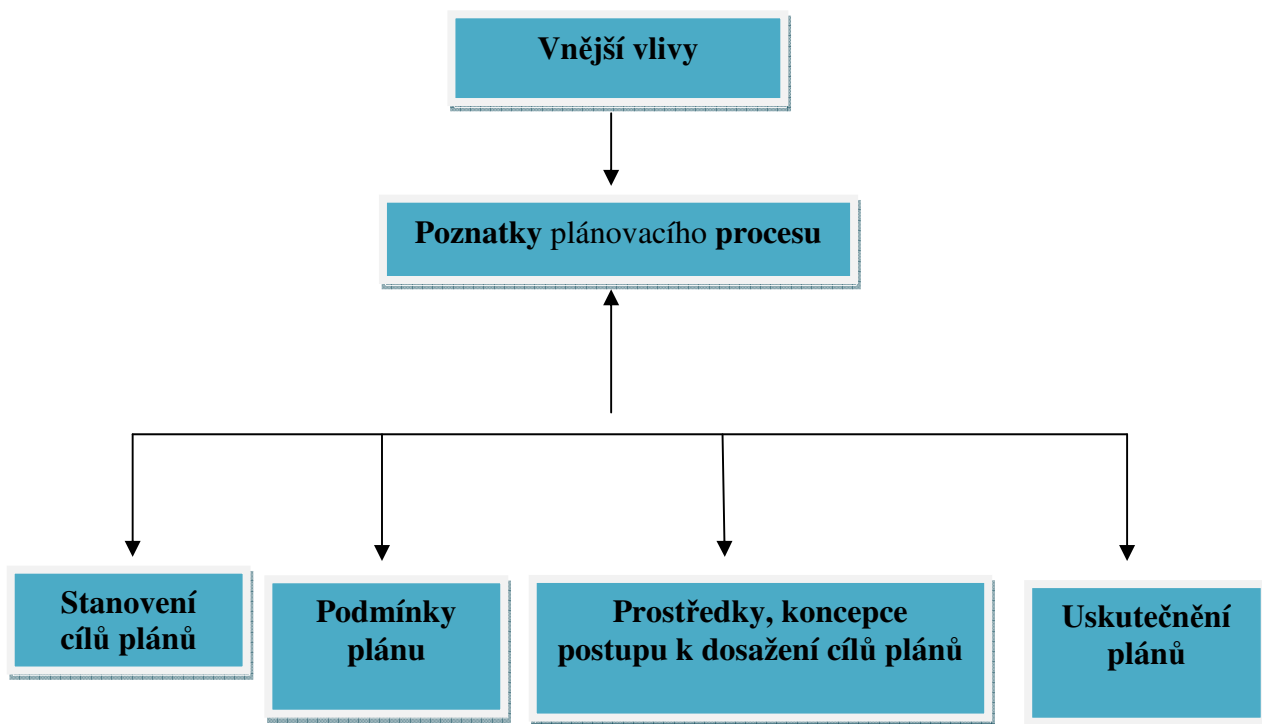 Vnější vlivy
Poznatky plánovacího procesu
Stanovení
cílů plánů
Podmínky
plánu
Prostředky, koncepce
postupu k dosažení cílů plánů
Uskutečnění
plánů